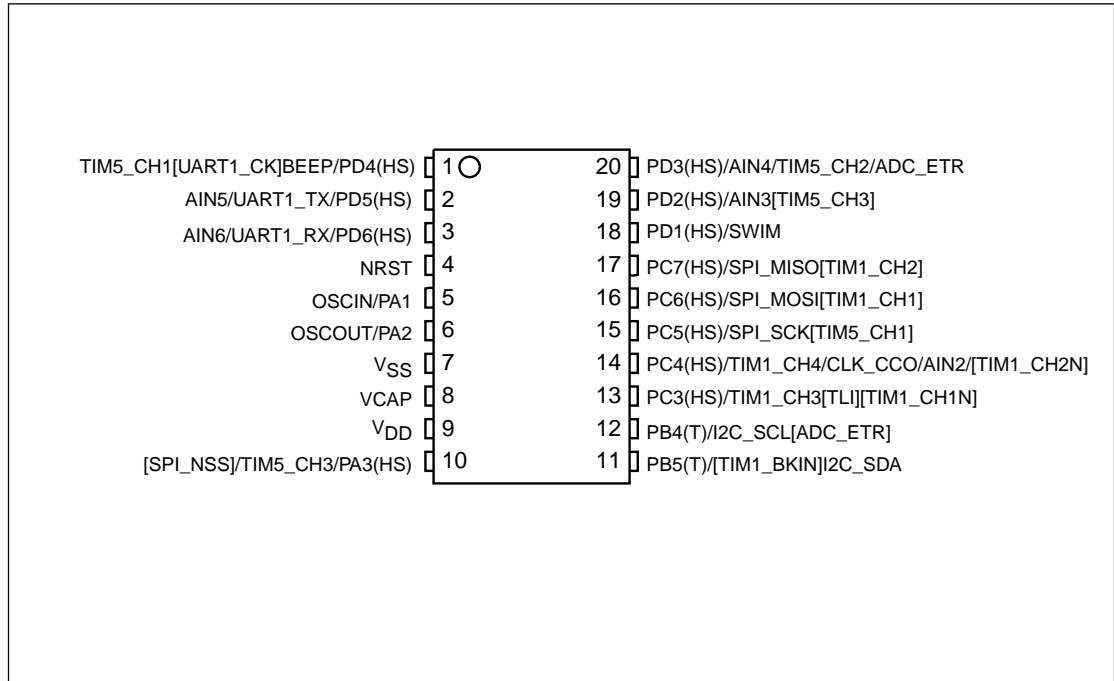 TIM5_CH1[UART1_CK]BEEP/PD4(HS) 1 20 PD3(HS)/AIN4/TIM5_CH2/ADC_ETR
AIN5/UART1_TX/PD5(HS) 2 19 PD2(HS)/AIN3[TIM5_CH3]
AIN6/UART1_RX/PD6(HS) 3 18 PD1(HS)/SWIM
NRST 4 17 PC7(HS)/SPI_MISO[TIM1_CH2]
OSCIN/PA1 5 16 PC6(HS)/SPI_MOSI[TIM1_CH1]
OSCOUT/PA2 6 15 PC5(HS)/SPI_SCK[TIM5_CH1]
VSS 7 14 PC4(HS)/TIM1_CH4/CLK_CCO/AIN2/[TIM1_CH2N]
VCAP 8 13 PC3(HS)/TIM1_CH3[TLI][TIM1_CH1N]
VDD 9 12 PB4(T)/I2C_SCL[ADC_ETR]
[SPI_NSS]/TIM5_CH3/PA3(HS) 10 11 PB5(T)/[TIM1_BKIN]I2C_SDA